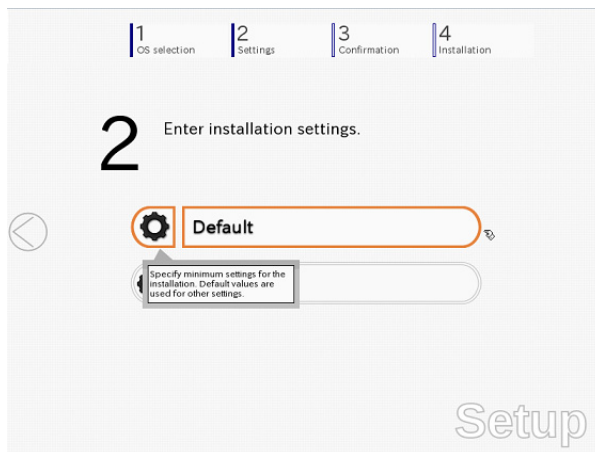 1 2 3 4
OS selection Settings Confirmation Installation
2 Enter installation settings.
Default
Specify minimum settings for the
installation. Default values are
used for other settings.
Setup